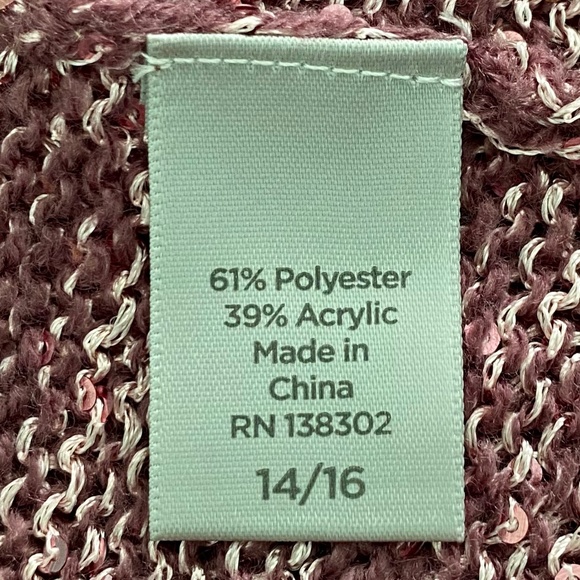 61% Polyester
39% Acrylic
Made in
China
RN 138302
14/16